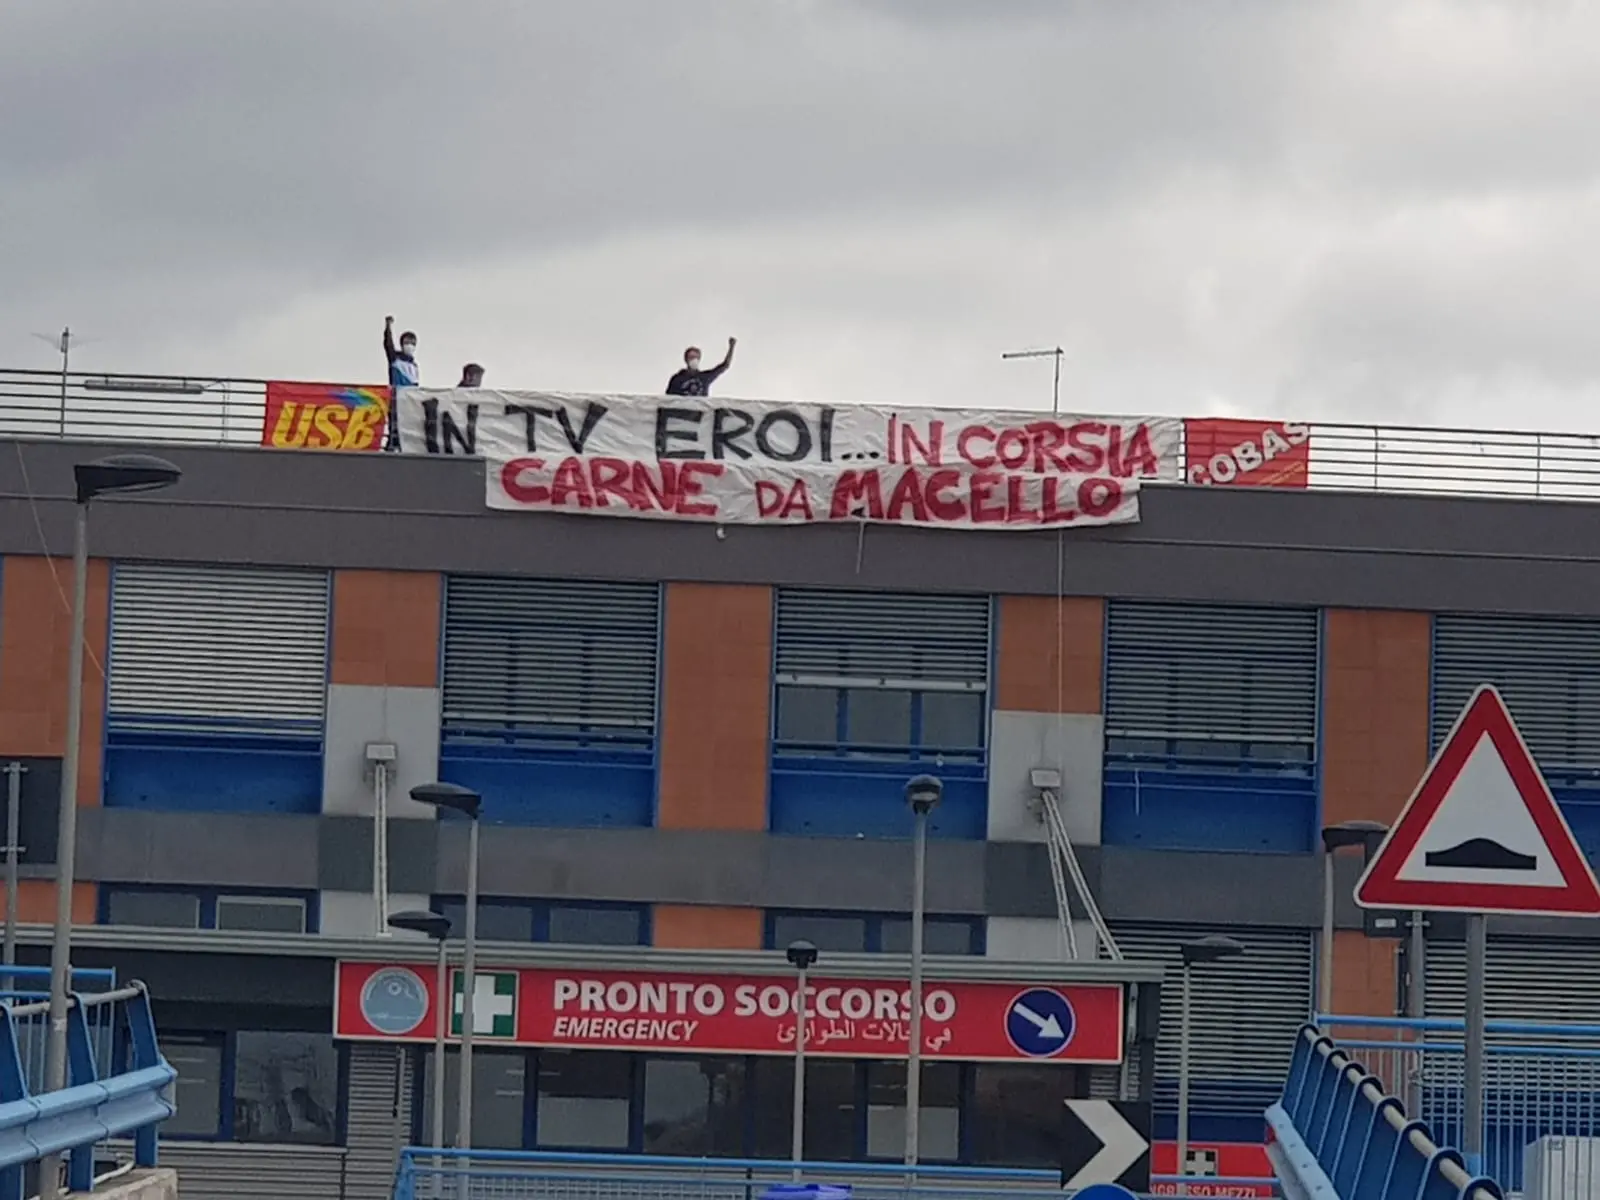 USB
IN TV EROI... IN CORSIA
CARNE DA MACELLO
COBAS
PRONTO SOCCORSO
EMERGENCY
في حالات الطوارئ